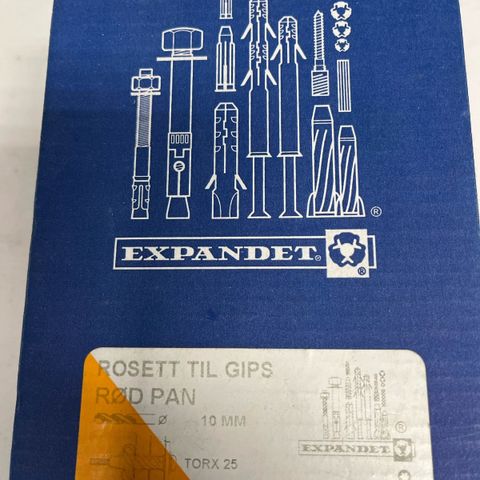 ®
EXPANDET®
®
ROSETT TIL GIPS
RØD PAN
Ø 10 MM
EXPANDET
TORX 25